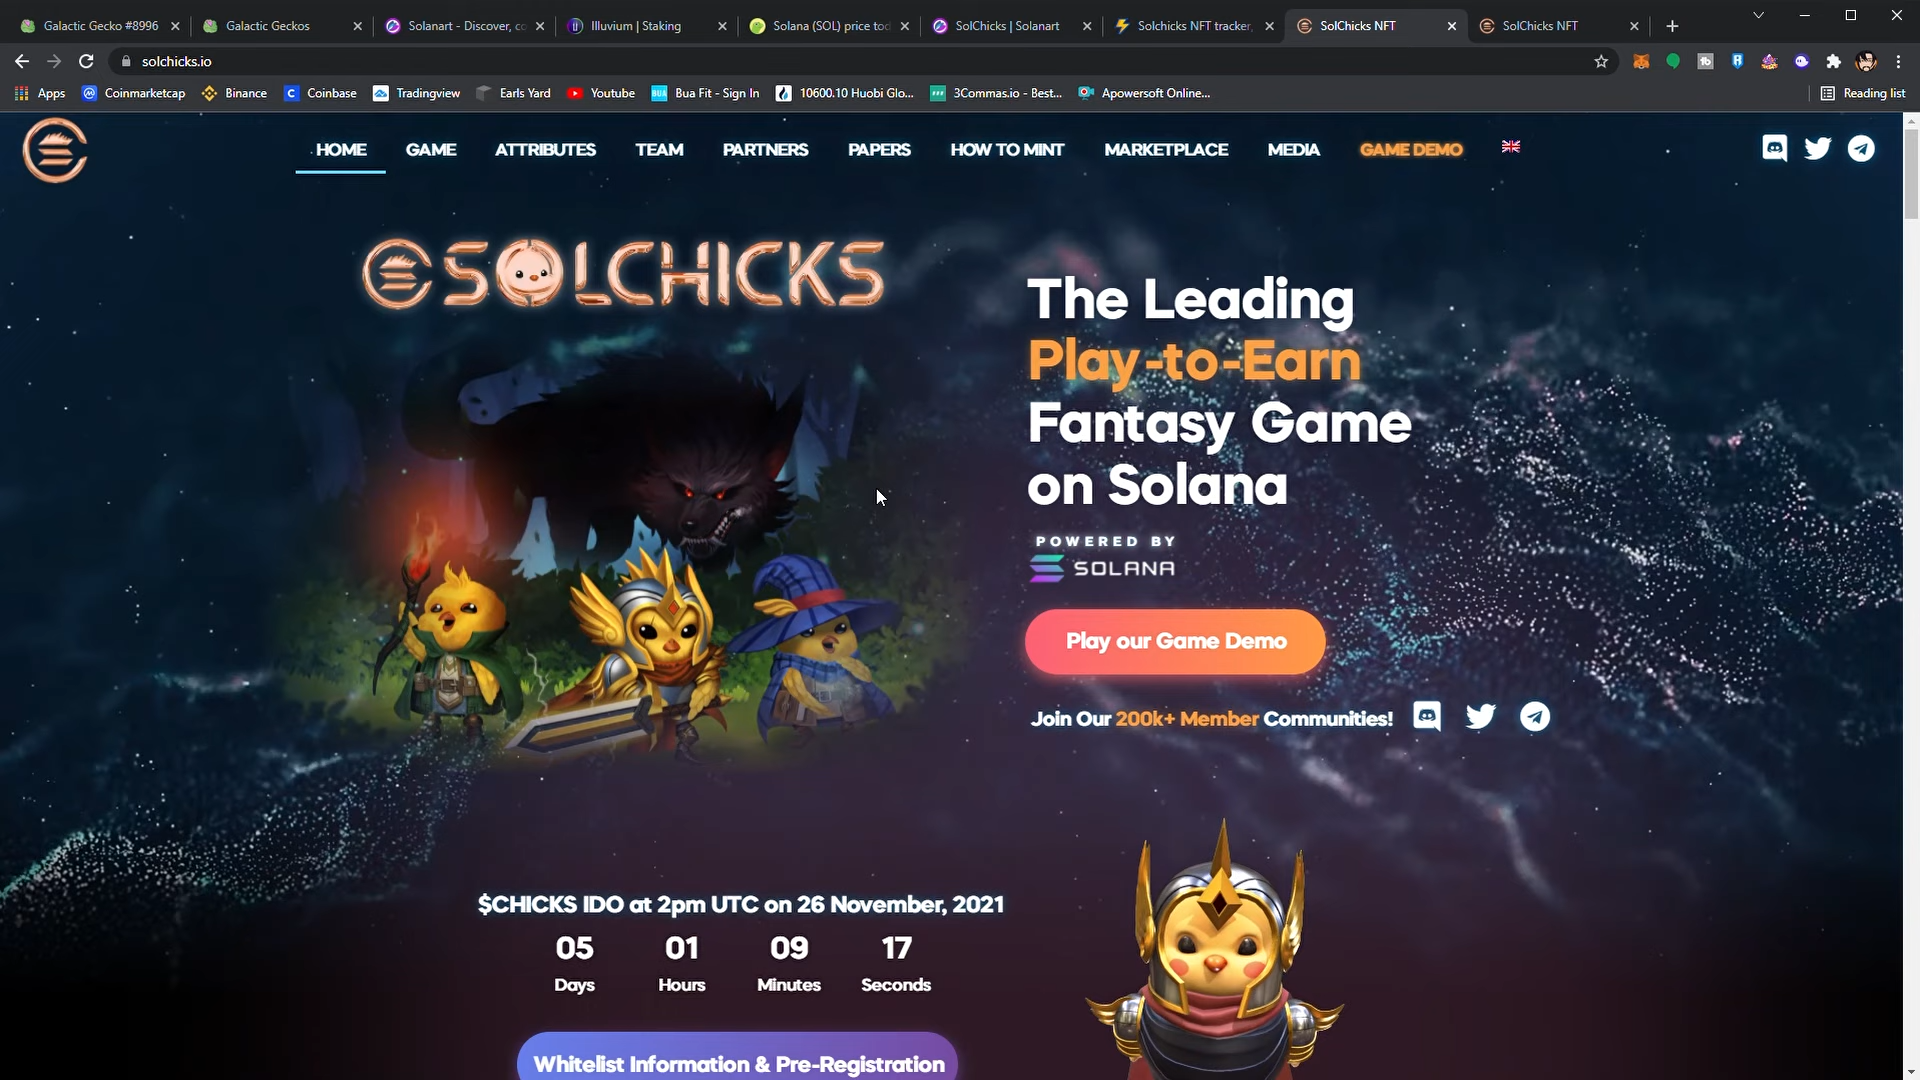 Galactic Gecko #8996
Galactic Geckos
Solanart - Discover, co
Illuvium | Staking
Solana (SOL) price tod
SolChicks | Solanart
Solchicks NFT tracker,
SolChicks NFT
SolChicks NFT
solchicks.io
Apps
Coinmarketcap
Binance
Coinbase
Tradingview
Earls Yard
Youtube
Bua Fit - Sign In
10600.10 Huobi Glo...
3Commas.io - Best...
Apowersoft Online...
Reading list
HOME
GAME
ATTRIBUTES
TEAM
PARTNERS
PAPERS
HOW TO MINT
MARKETPLACE
MEDIA
GAME DEMO
SOLCHICKS
The Leading
Play-to-Earn
Fantasy Game
on Solana
POWERED BY
SOLANA
Play our Game Demo
Join Our 200k+ Member Communities!
$CHICKS IDO at 2pm UTC on 26 November, 2021
05 01 09 17
Days Hours Minutes Seconds
Whitelist Information & Pre-Registration